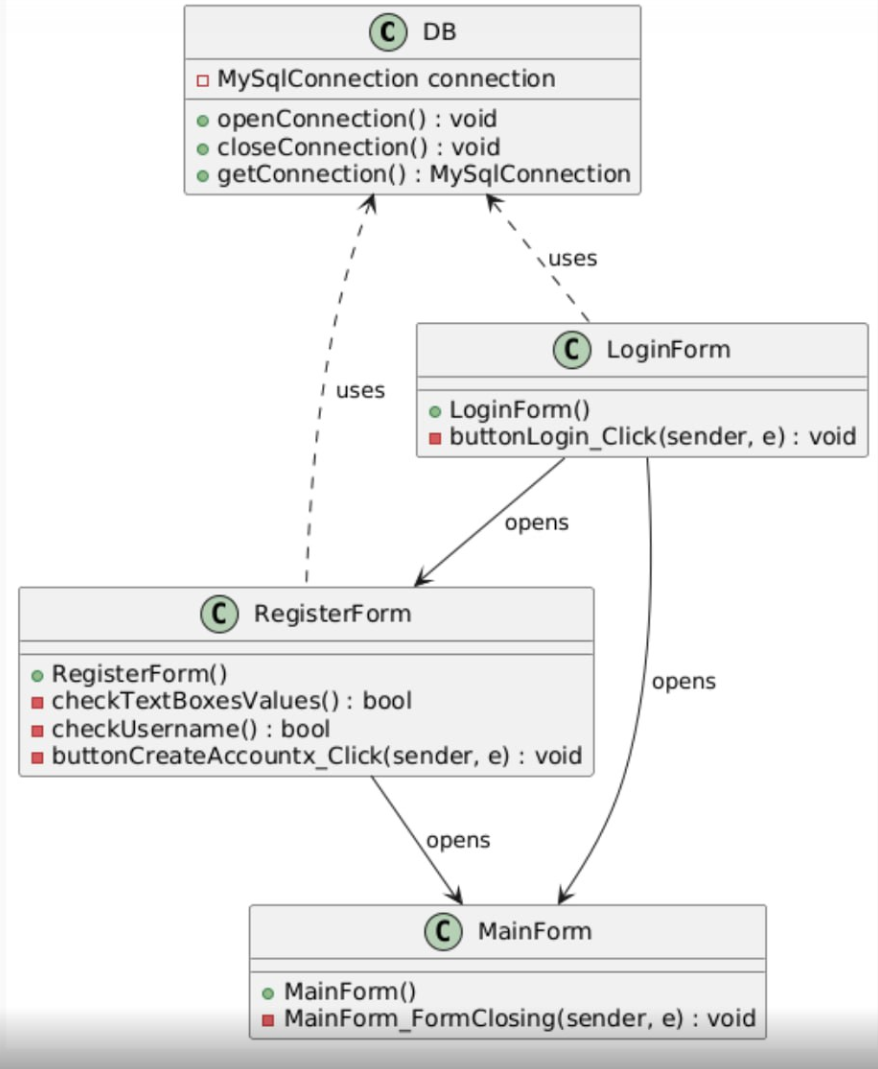 C DB
MySqlConnection connection
openConnection() : void
closeConnection() : void
getConnection() : MySqlConnection
uses
C LoginForm
LoginForm()
buttonLogin_Click(sender, e) : void
uses
opens
C RegisterForm
RegisterForm()
checkTextBoxesValues() : bool
checkUsername() : bool
buttonCreateAccountx_Click(sender, e) : void
opens
opens
C MainForm
MainForm()
MainForm_FormClosing(sender, e) : void